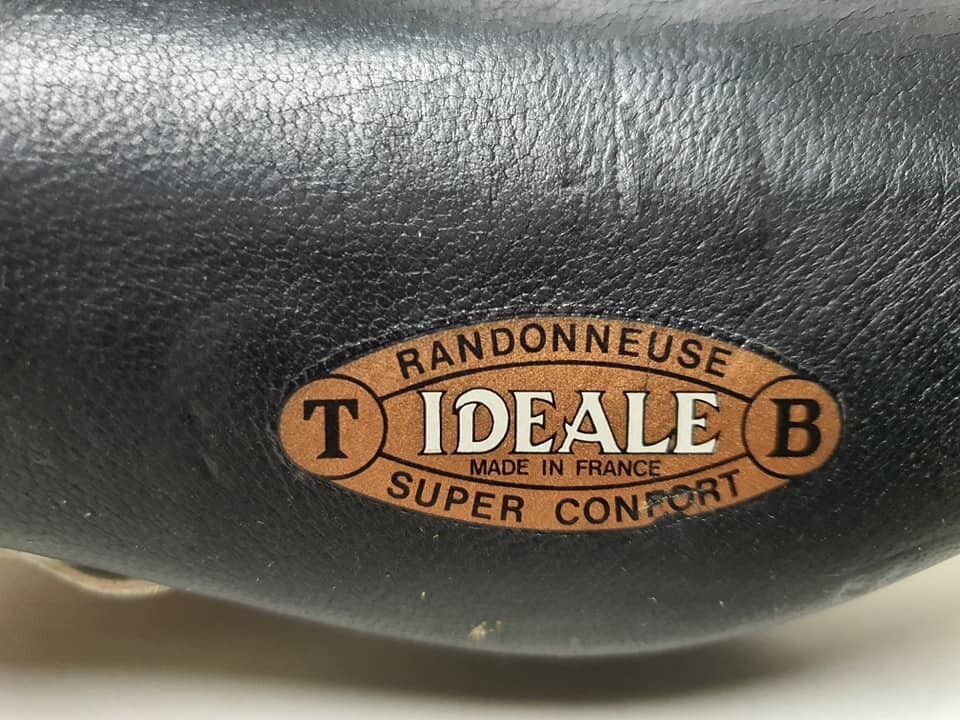 RANDONNEUSE
T IDEALE B
MADE IN FRANCE
SUPER CONFORT